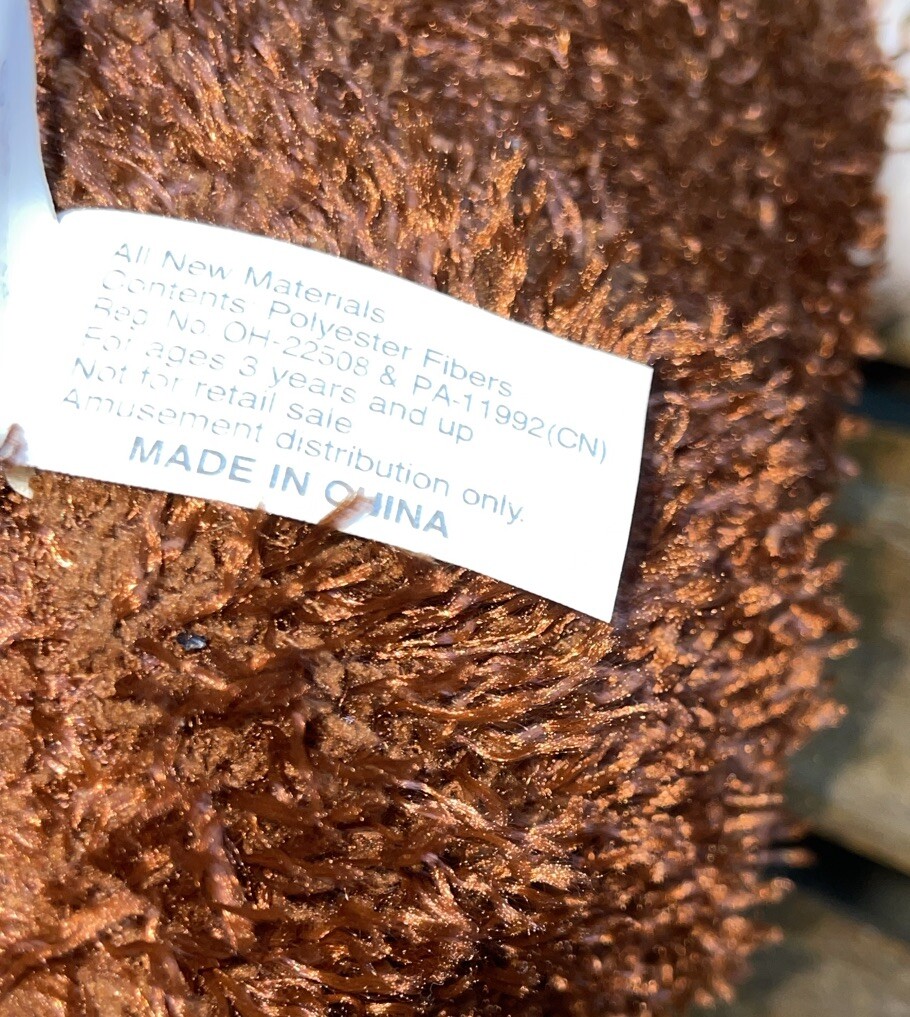 All New Materials
Contents: Polyester Fibers
Reg. No. OH-22508 & PA-11992(CN)
For ages 3 years and up
Not for retail sale
Amusement distribution only.
MADE IN CHINA